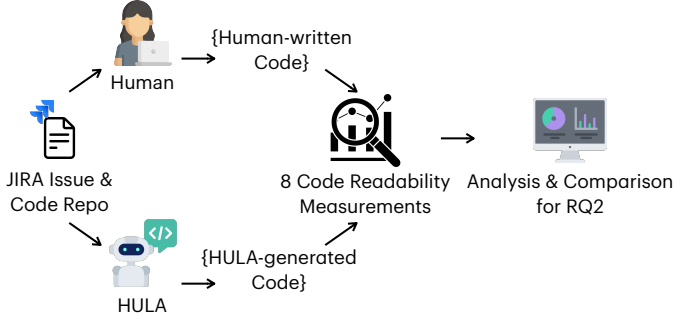 {Human-written
Code}
Human
JIRA Issue &
Code Repo
8 Code Readability
Measurements
Analysis & Comparison
for RQ2
</>
{HULA-generated
Code}
HULA